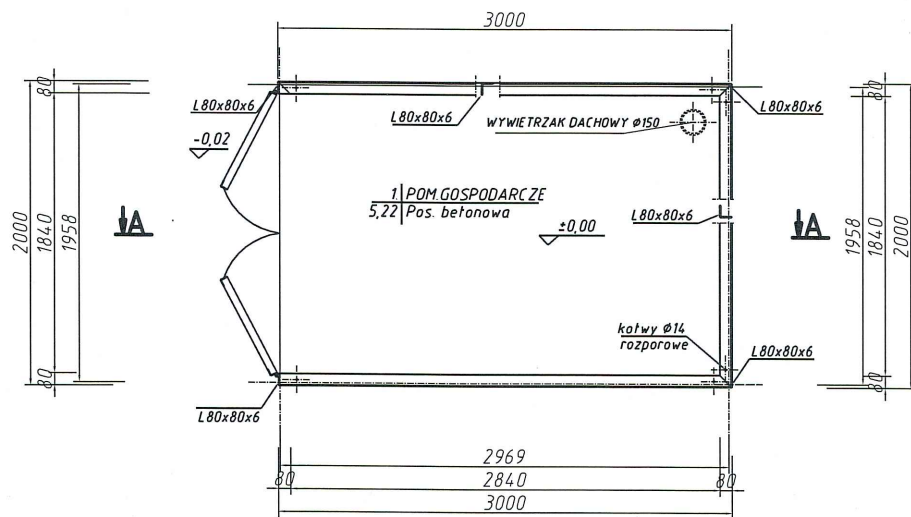 3000
80
80
L80x80x6
L80x80x6
WYWIETRZAK DACHOWY ø150
L80x80x6
-0,02
1. POM.GOSPODARCZE
5,22 Pos. betonowa
±0,00
L80x80x6
A
A
2000
1840
1958
1958
1840
2000
kotwy ø14
rozporowe
L80x80x6
80
80
L80x80x6
2969
80
2840
80
3000